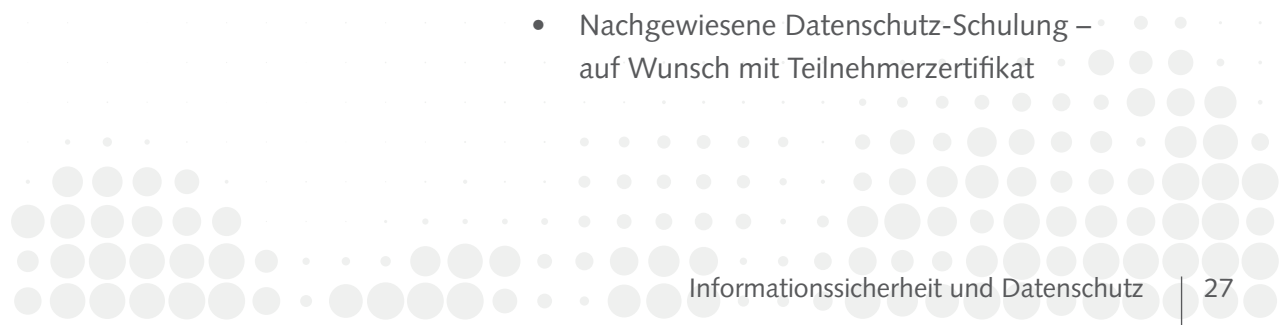 • Nachgewiesene Datenschutz-Schulung –
auf Wunsch mit Teilnehmerzertifikat
Informationssicherheit und Datenschutz | 27